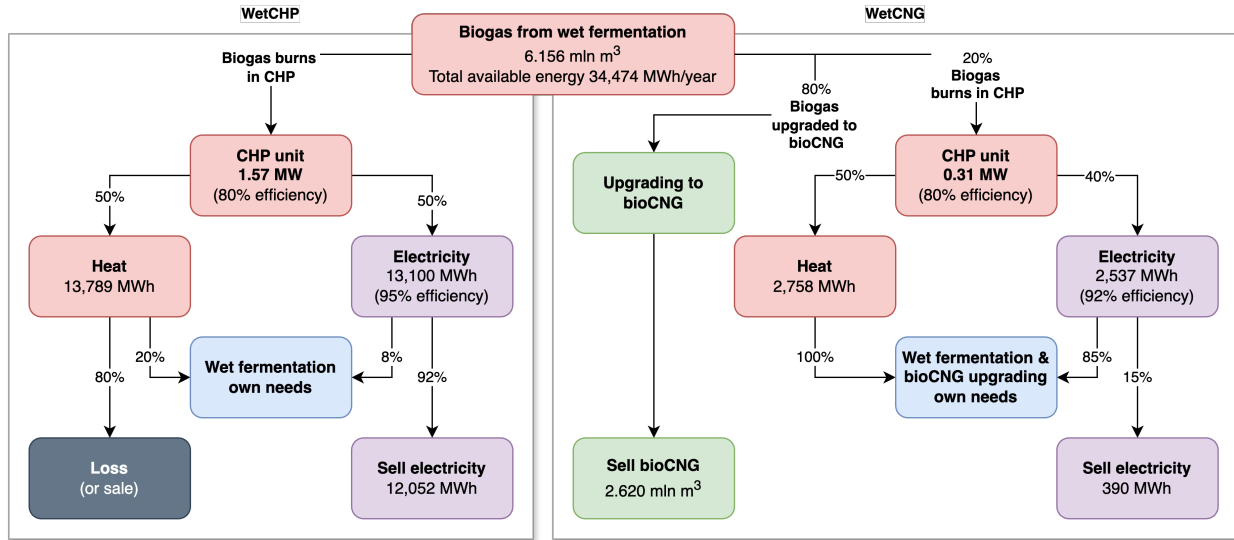 WetCHP
WetCNG
Biogas from wet fermentation
6.156 mln m³
Total available energy 34,474 MWh/year
Biogas burns
in CHP
CHP unit
1.57 MW
(80% efficiency)
50%
50%
Heat
13,789 MWh
Electricity
13,100 MWh
(95% efficiency)
20%
8%
80%
92%
Wet fermentation
own needs
Loss
(or sale)
Sell electricity
12,052 MWh
80%
Biogas
upgraded to
bioCNG
20%
Biogas
burns in CHP
Upgrading to
bioCNG
CHP unit
0.31 MW
(80% efficiency)
50%
40%
Heat
2,758 MWh
Electricity
2,537 MWh
(92% efficiency)
100%
85%
15%
Wet fermentation &
bioCNG upgrading
own needs
Sell bioCNG
2.620 mln m³
Sell electricity
390 MWh